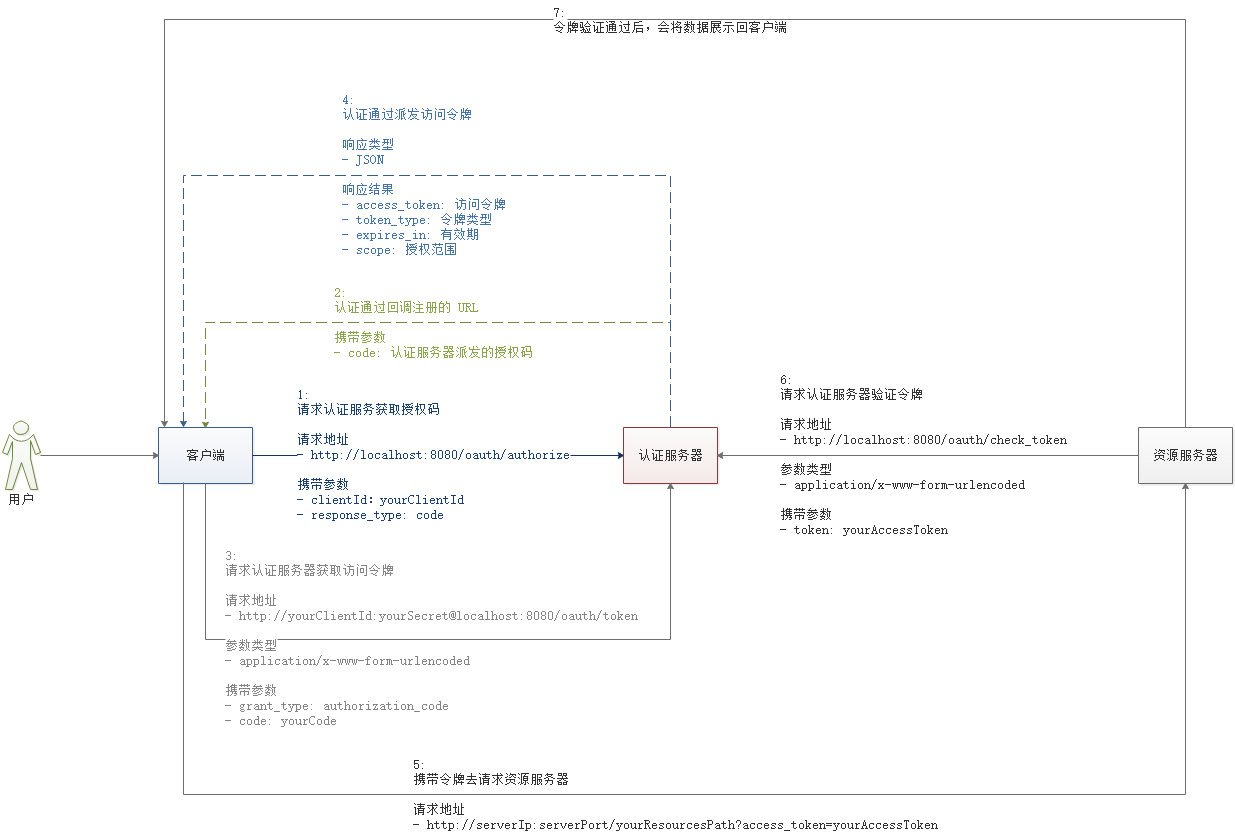 7:
令牌验证通过后，会将数据展示回客户端
4:
认证通过派发访问令牌
响应类型
- JSON
响应结果
- access_token: 访问令牌
- token_type: 令牌类型
- expires_in: 有效期
- scope: 授权范围
2:
认证通过回调注册的 URL
携带参数
- code: 认证服务器派发的授权码
1:
请求认证服务获取授权码
请求地址
- http://localhost:8080/oauth/authorize
携带参数
- clientId: yourClientId
- response_type: code
6:
请求认证服务器验证令牌
请求地址
- http://localhost:8080/oauth/check_token
参数类型
- application/x-www-form-urlencoded
携带参数
- token: yourAccessToken
用户
客户端
认证服务器
资源服务器
3:
请求认证服务器获取访问令牌
请求地址
- http://yourClientId:yourSecret@localhost:8080/oauth/token
参数类型
- application/x-www-form-urlencoded
携带参数
- grant_type: authorization_code
- code: yourCode
5:
携带令牌去请求资源服务器
请求地址
- http://serverIp:serverPort/yourResourcesPath?access_token=yourAccessToken